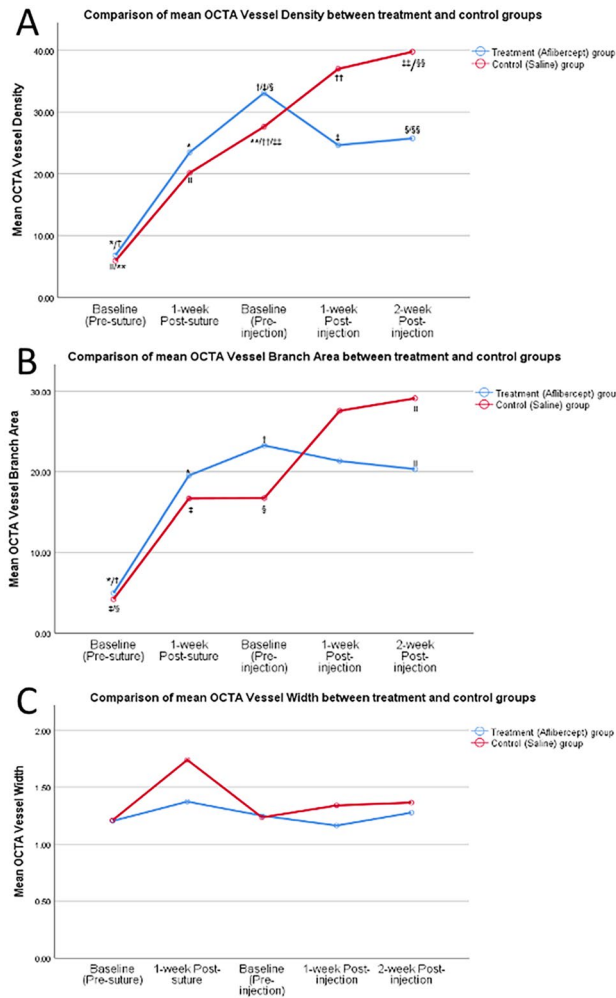 A
Comparison of mean OCTA Vessel Density between treatment and control groups
Treatment (Aflibercept) group
Control (Saline) group
Mean OCTA Vessel Density
40.00
30.00
20.00
10.00
0.00
*/†
||/**
*
||
†/‡/§
**/††/‡‡
‡
††
‡‡/§§
§/§§
Baseline
(Pre-suture)
1-week
Post-suture
Baseline
(Pre-
injection)
1-week
Post-
injection
2-week
Post-
injection
B
Comparison of mean OCTA Vessel Branch Area between treatment and control groups
Treatment (Aflibercept) grou
Control (Saline) group
Mean OCTA Vessel Branch Area
30.00
20.00
10.00
0.00
*/†
‡/§
*
‡
†
§
||
||
Baseline
(Pre-suture)
1-week
Post-suture
Baseline
(Pre-
injection)
1-week
Post-
injection
2-week
Post-
injection
C
Comparison of mean OCTA Vessel Width between treatment and control groups
Treatment (Aflibercept) group
Control (Saline) group
Mean OCTA Vessel Width
2.00
1.50
1.00
0.50
0.00
Baseline
(Pre-suture)
1-week Post-
suture
Baseline
(Pre-
injection)
1-week Post-
injection
2-week Post-
injection